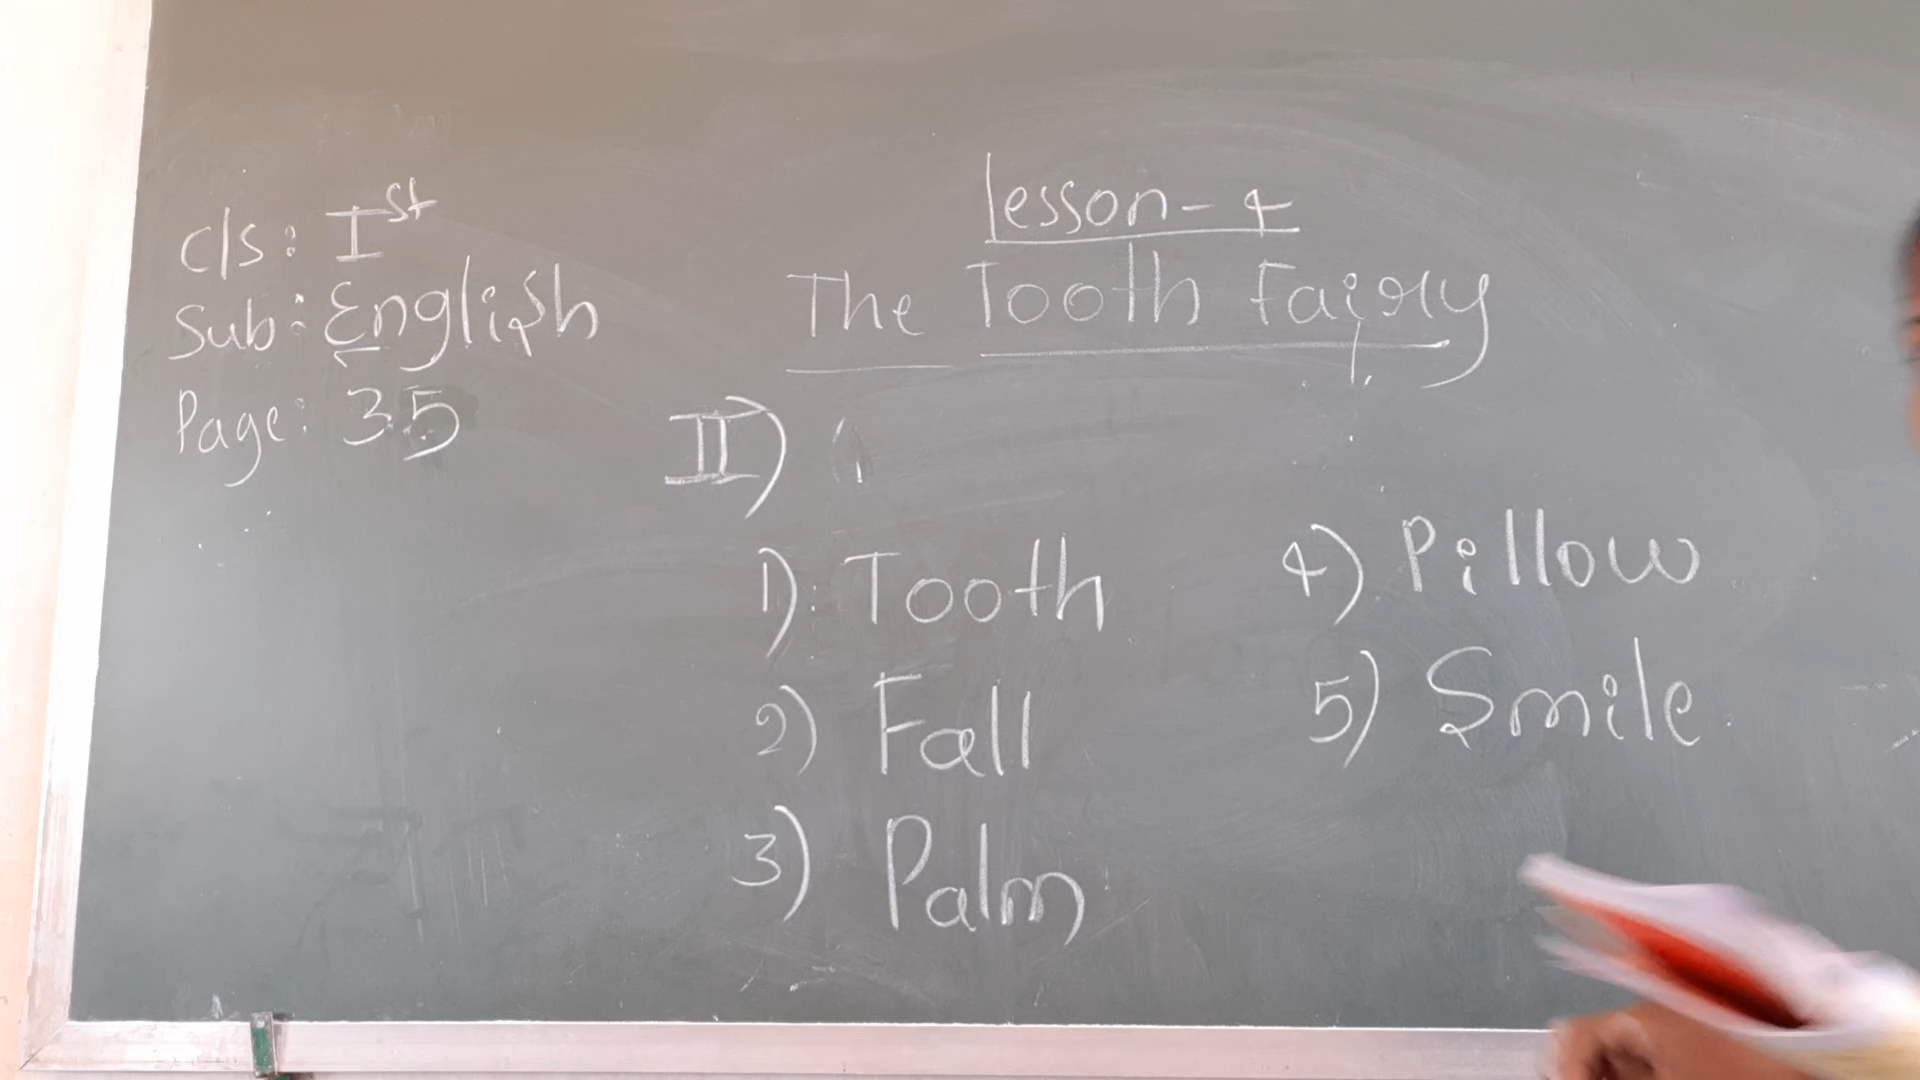 c/s: Ist
Sub: English
Page: 35
Lesson-4
The Tooth Fairy
II)
1) Tooth
2) Fall
3) Palm
4) Pillow
5) Smile